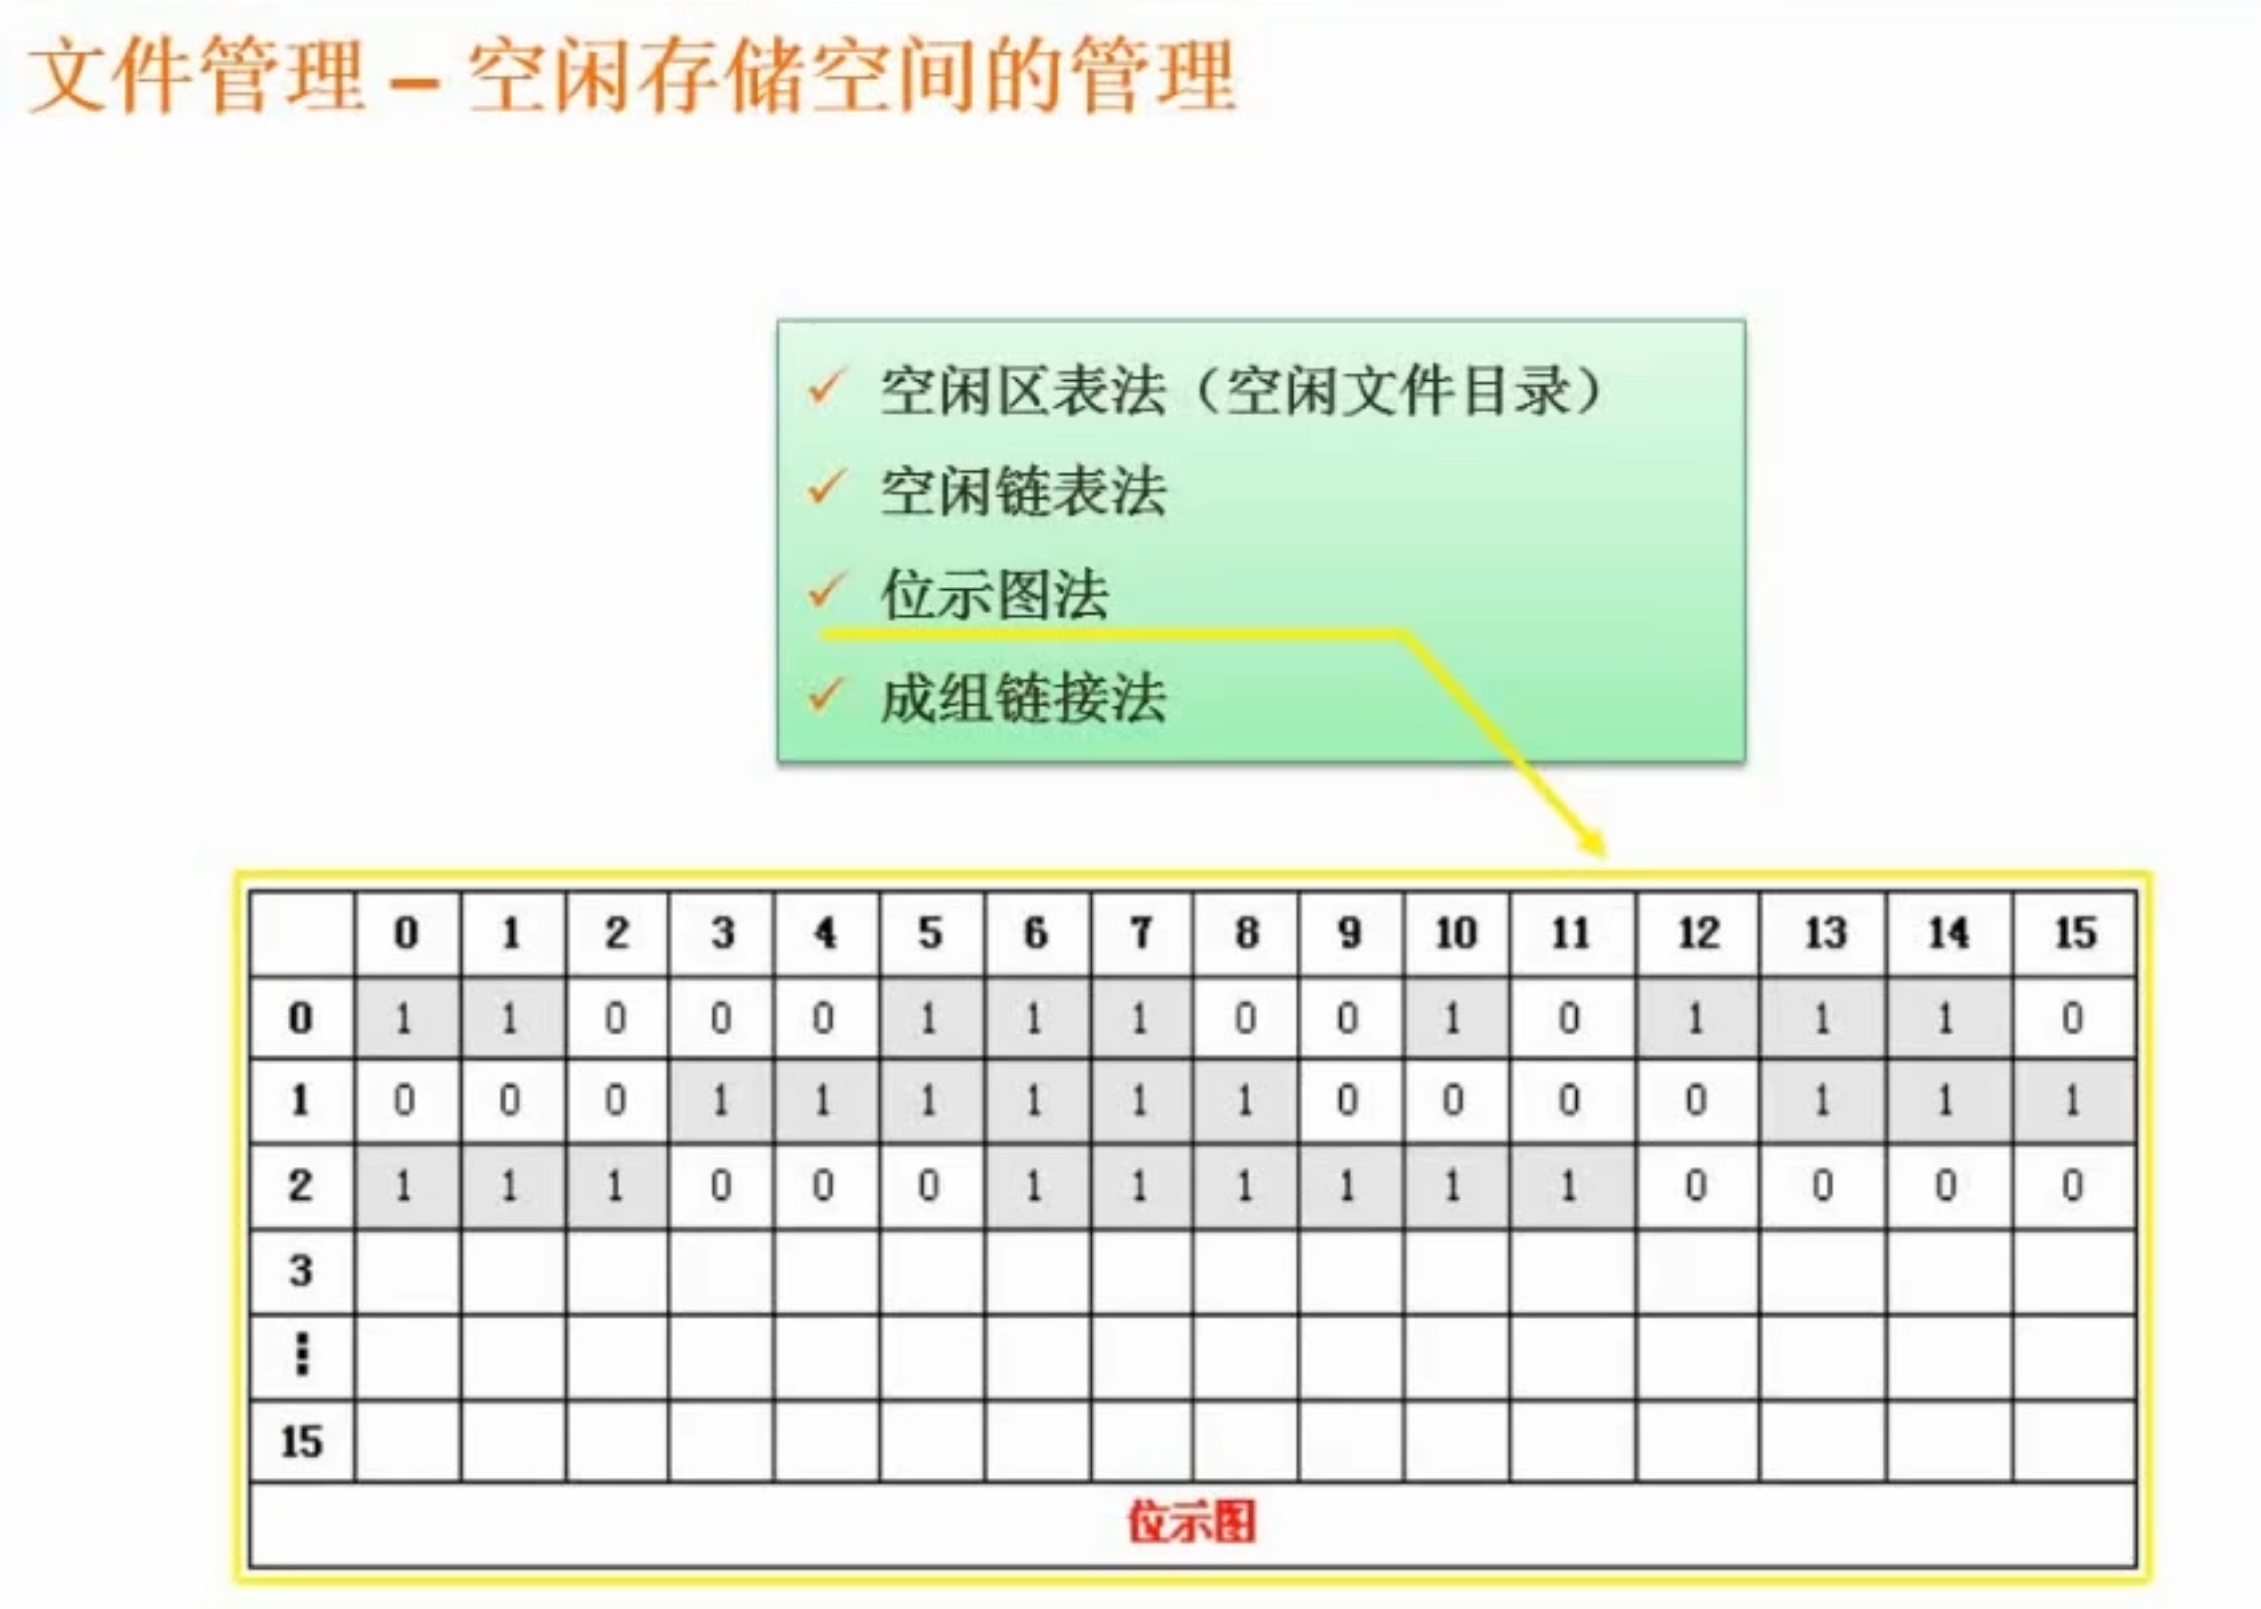 文件管理 – 空闲存储空间的管理
✓ 空闲区表法（空闲文件目录）
✓ 空闲链表法
✓ 位示图法
✓ 成组链接法
0 1 2 3 4 5 6 7 8 9 10 11 12 13 14 15
0 1 1 0 0 0 1 1 1 0 0 1 0 1 1 1 0
1 0 0 0 1 1 1 1 1 1 0 0 0 0 1 1 1
2 1 1 1 0 0 0 1 1 1 1 1 1 0 0 0 0
3
⋮
15
位示图